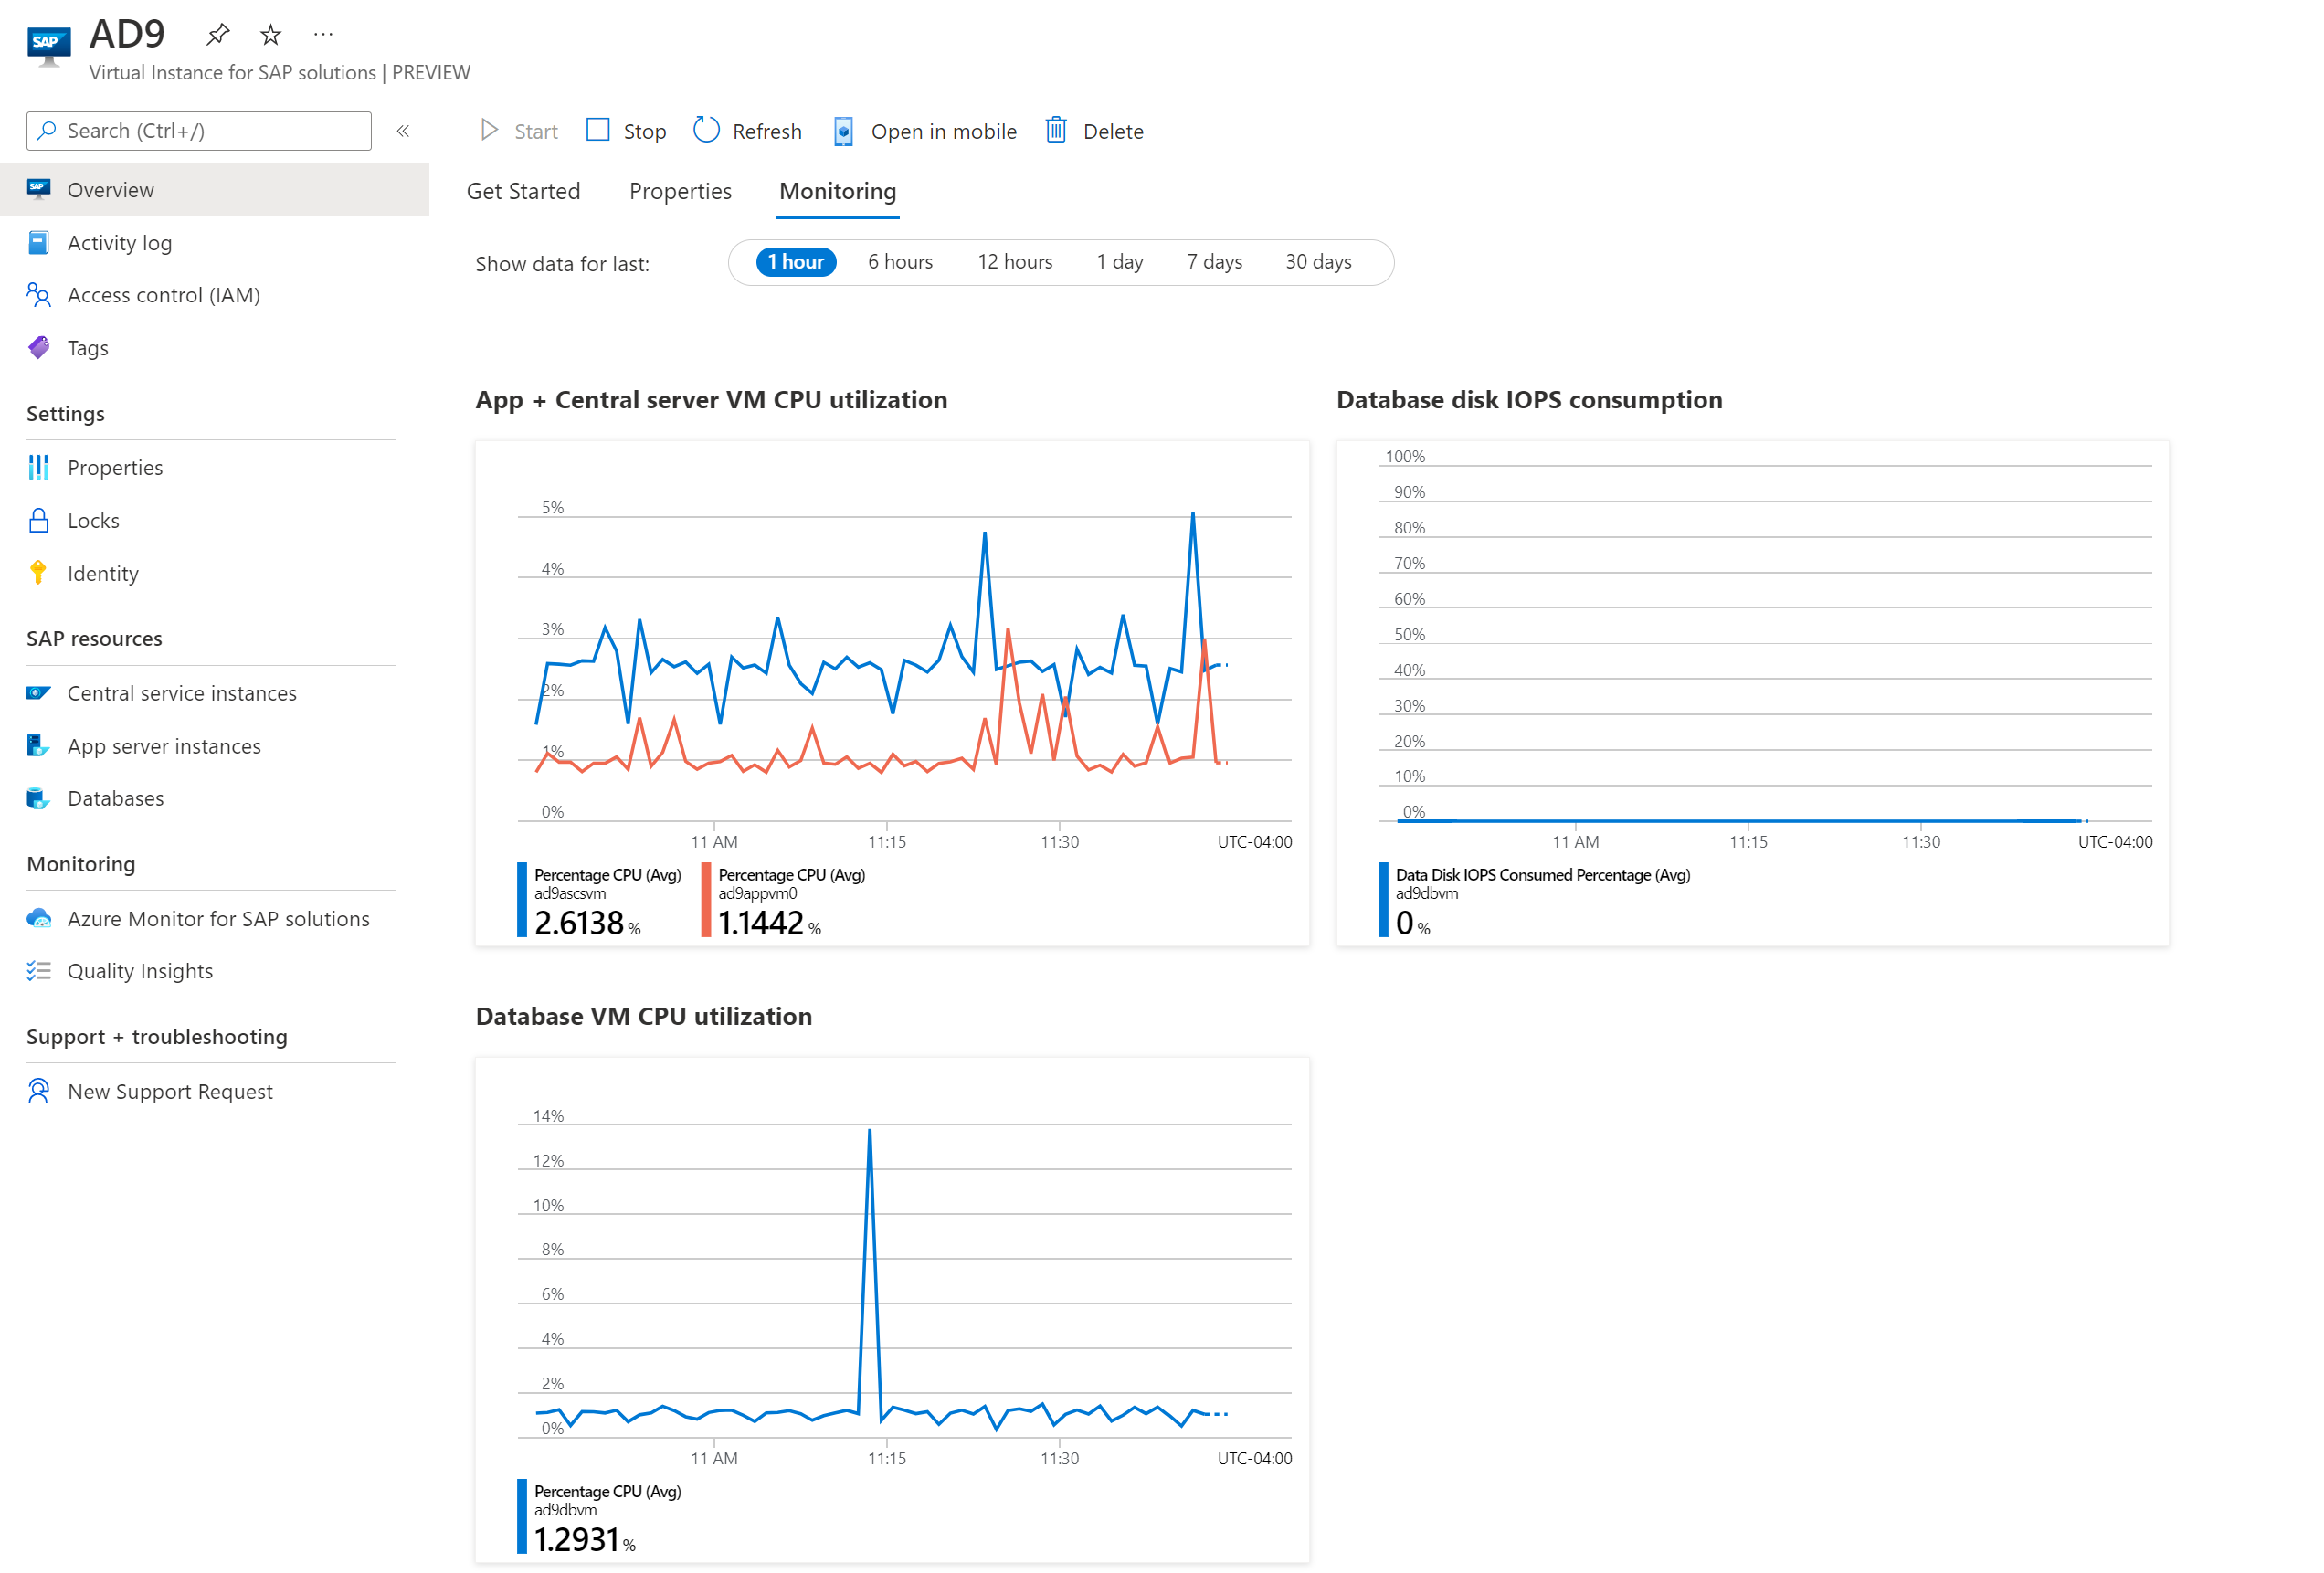 SAP
AD9
...
Virtual Instance for SAP solutions | PREVIEW
Search (Ctrl+/)
«
Start
Stop
Refresh
Open in mobile
Delete
SAP
Overview
Activity log
Access control (IAM)
Tags
Settings
Properties
Locks
Identity
SAP resources
Central service instances
App server instances
Databases
Monitoring
Azure Monitor for SAP solutions
Quality Insights
Support + troubleshooting
New Support Request
Get Started
Properties
Monitoring
Show data for last:
1 hour
6 hours
12 hours
1 day
7 days
30 days
App + Central server VM CPU utilization
5%
4%
3%
2%
1%
0%
11 AM
11:15
11:30
UTC-04:00
Percentage CPU (Avg)
ad9ascsvm
2.6138 %
Percentage CPU (Avg)
ad9appvm0
1.1442 %
Database disk IOPS consumption
100%
90%
80%
70%
60%
50%
40%
30%
20%
10%
0%
11 AM
11:15
11:30
UTC-04:00
Data Disk IOPS Consumed Percentage (Avg)
ad9dbvm
0 %
Database VM CPU utilization
14%
12%
10%
8%
6%
4%
2%
0%
11 AM
11:15
11:30
UTC-04:00
Percentage CPU (Avg)
ad9dbvm
1.2931 %